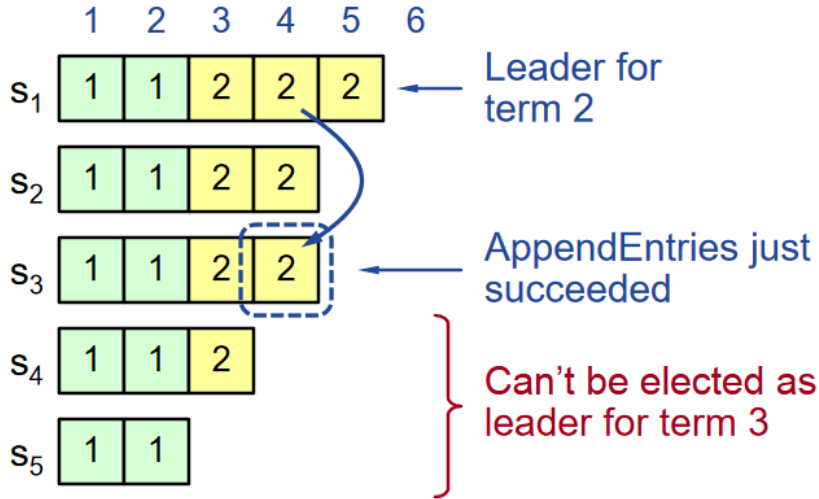 1 2 3 4 5 6
s1 1 1 2 2 2
Leader for
term 2
s2 1 1 2 2
s3 1 1 2 2
AppendEntries just
succeeded
s4 1 1 2
Can't be elected as
leader for term 3
s5 1 1